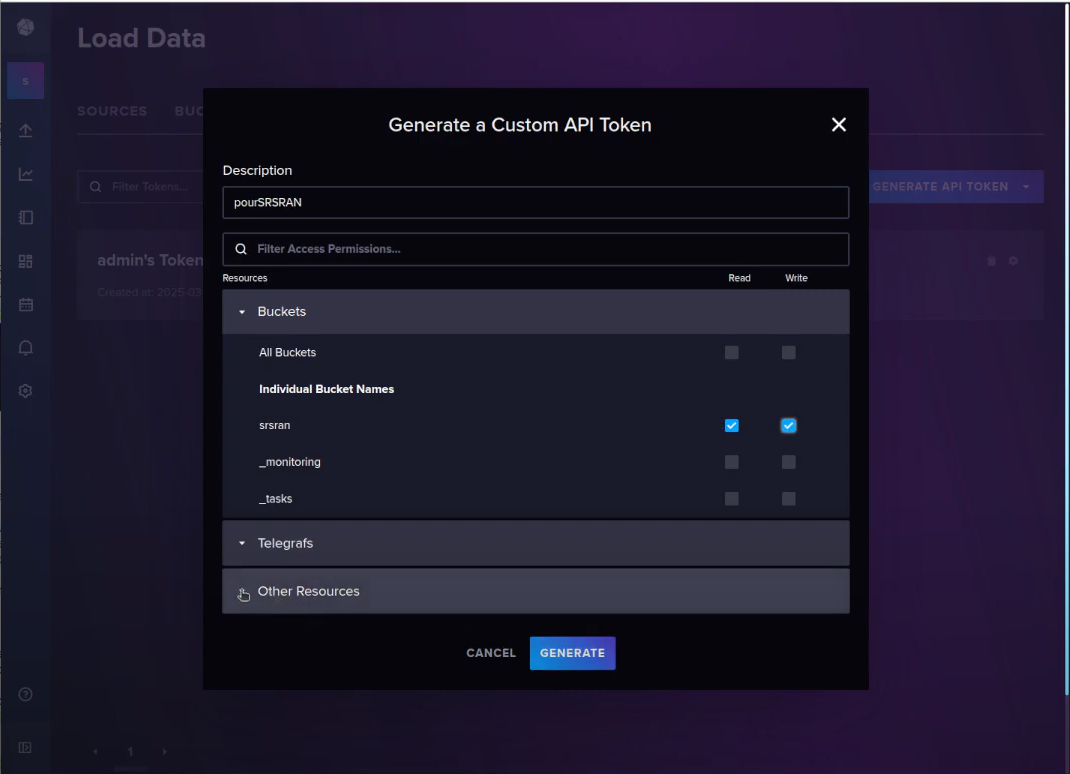 Load Data
S
SOURCES BUC
Filter Tokens...
GENERATE API TOKEN
admin's Token
Created at: 2025-03
Generate a Custom API Token
Description
pourSRSRAN
Filter Access Permissions...
Resources Read Write
Buckets
All Buckets
Individual Bucket Names
srsran
_monitoring
_tasks
Telegrafs
Other Resources
CANCEL GENERATE
1